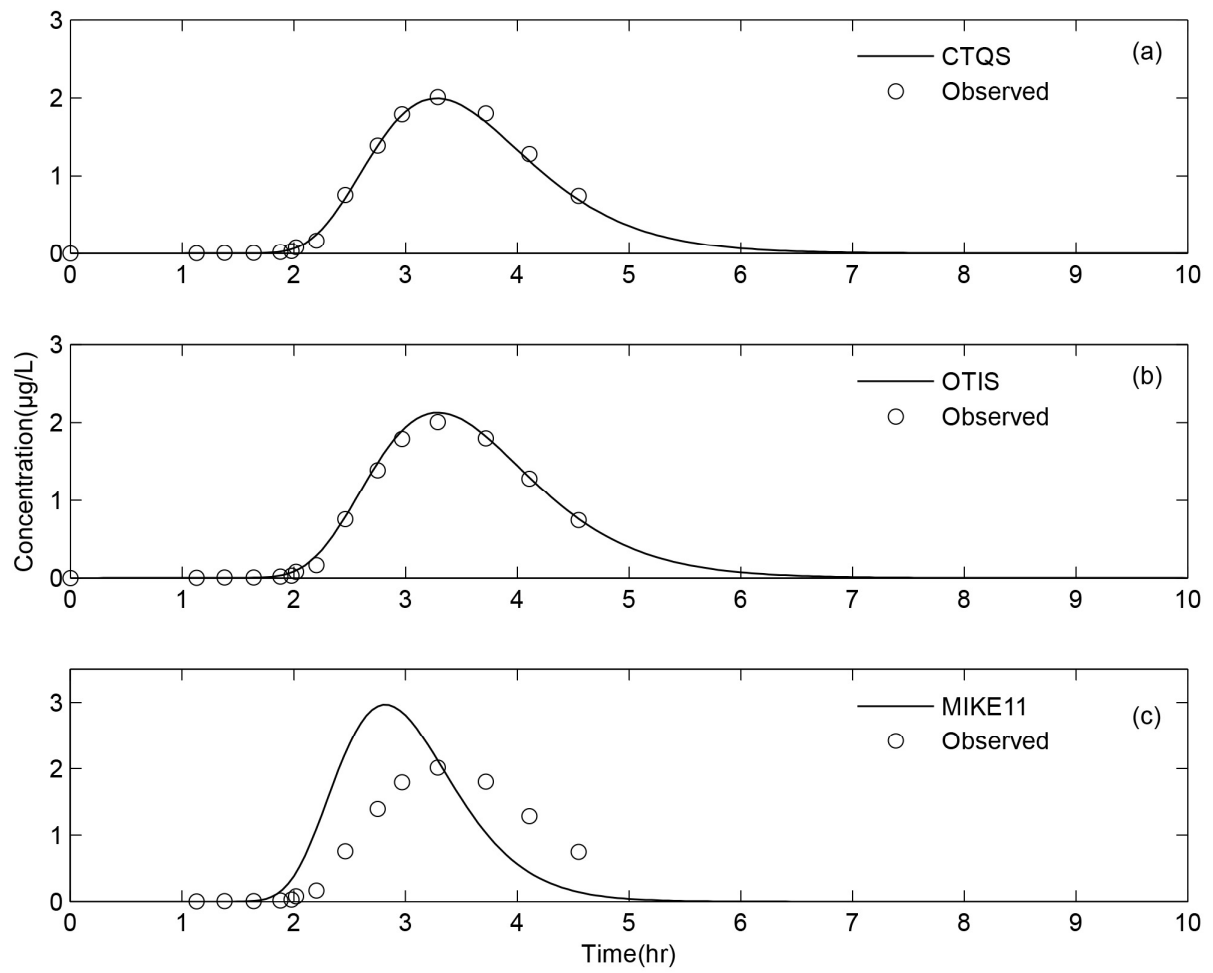 3
CTQS
(a)
Observed
2
1
0
0 1 2 3 4 5 6 7 8 9 10
3
OTIS
(b)
Observed
2
1
0
0 1 2 3 4 5 6 7 8 9 10
Concentration(µg/L)
3
MIKE11
(c)
Observed
2
1
0
0 1 2 3 4 5 6 7 8 9 10
Time(hr)